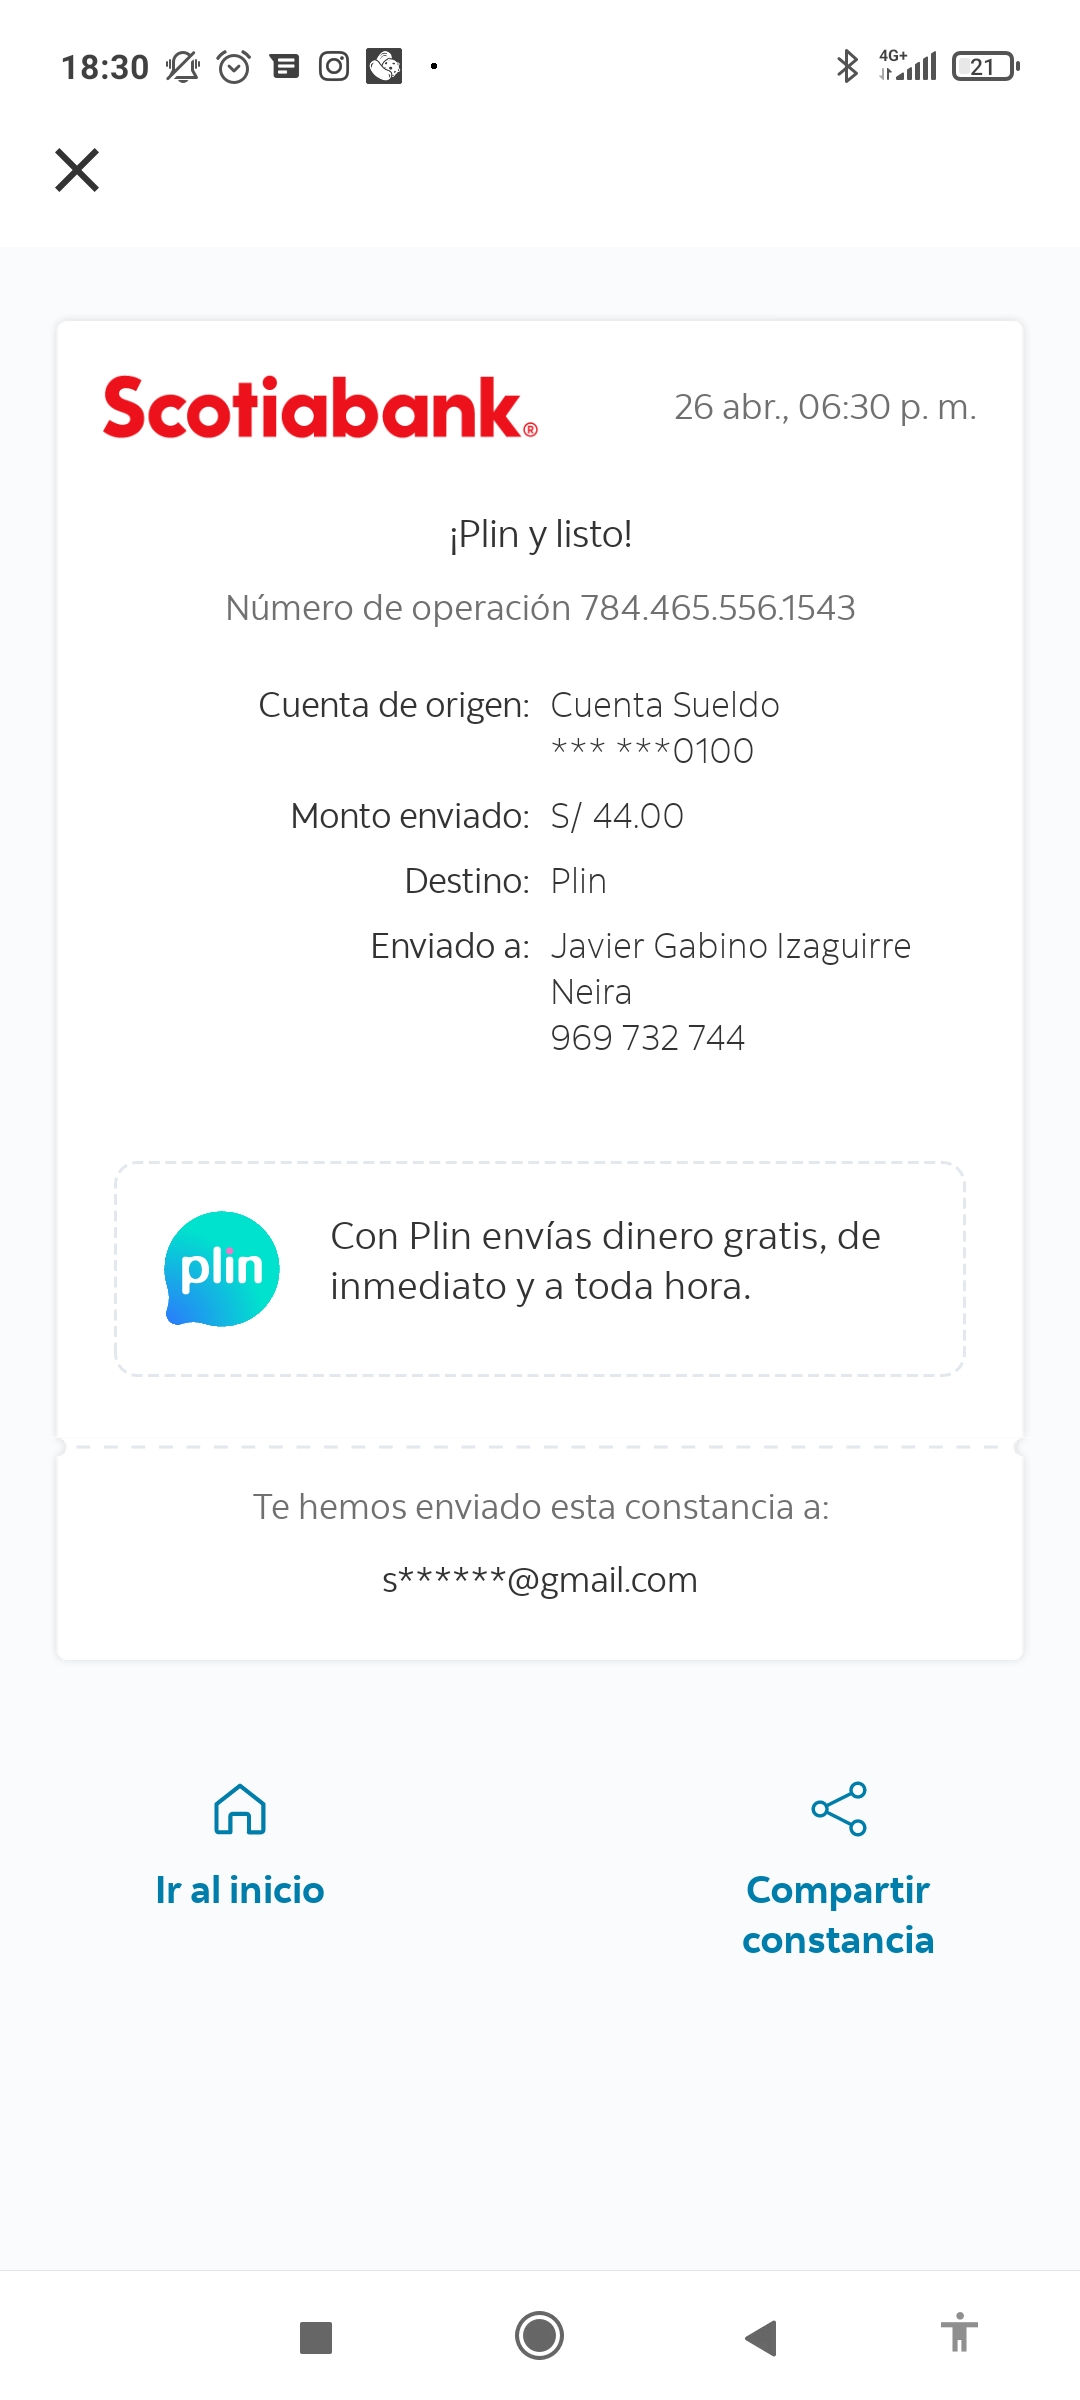 18:30
4G+
21
Scotiabank®
26 abr., 06:30 p. m.
¡Plin y listo!
Número de operación 784.465.556.1543
Cuenta de origen: Cuenta Sueldo
*** ***0100
Monto enviado: S/ 44.00
Destino: Plin
Enviado a: Javier Gabino Izaguirre
Neira
969 732 744
plin
Con Plin envías dinero gratis, de
inmediato y a toda hora.
Te hemos enviado esta constancia a:
s******@gmail.com
Ir al inicio
Compartir
constancia